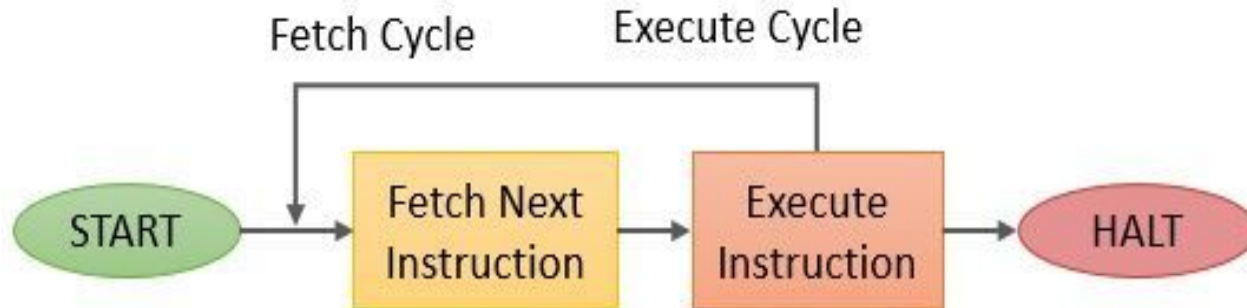 Fetch Cycle
Execute Cycle
START
Fetch Next
Instruction
Execute
Instruction
HALT